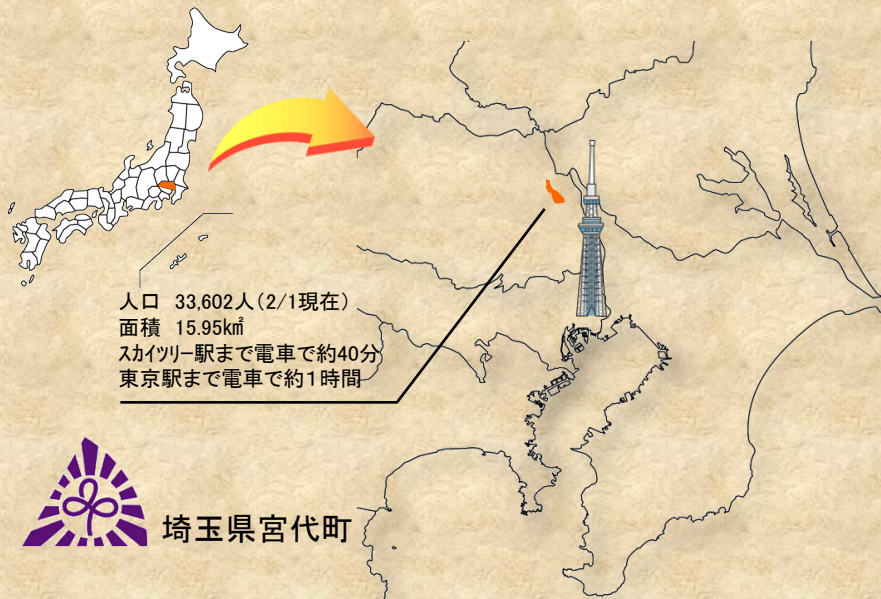 人口 33,602人(2/1現在)
面積 15.95k㎡
スカイツリー駅まで電車で約40分
東京駅まで電車で約１時間
埼玉県宮代町